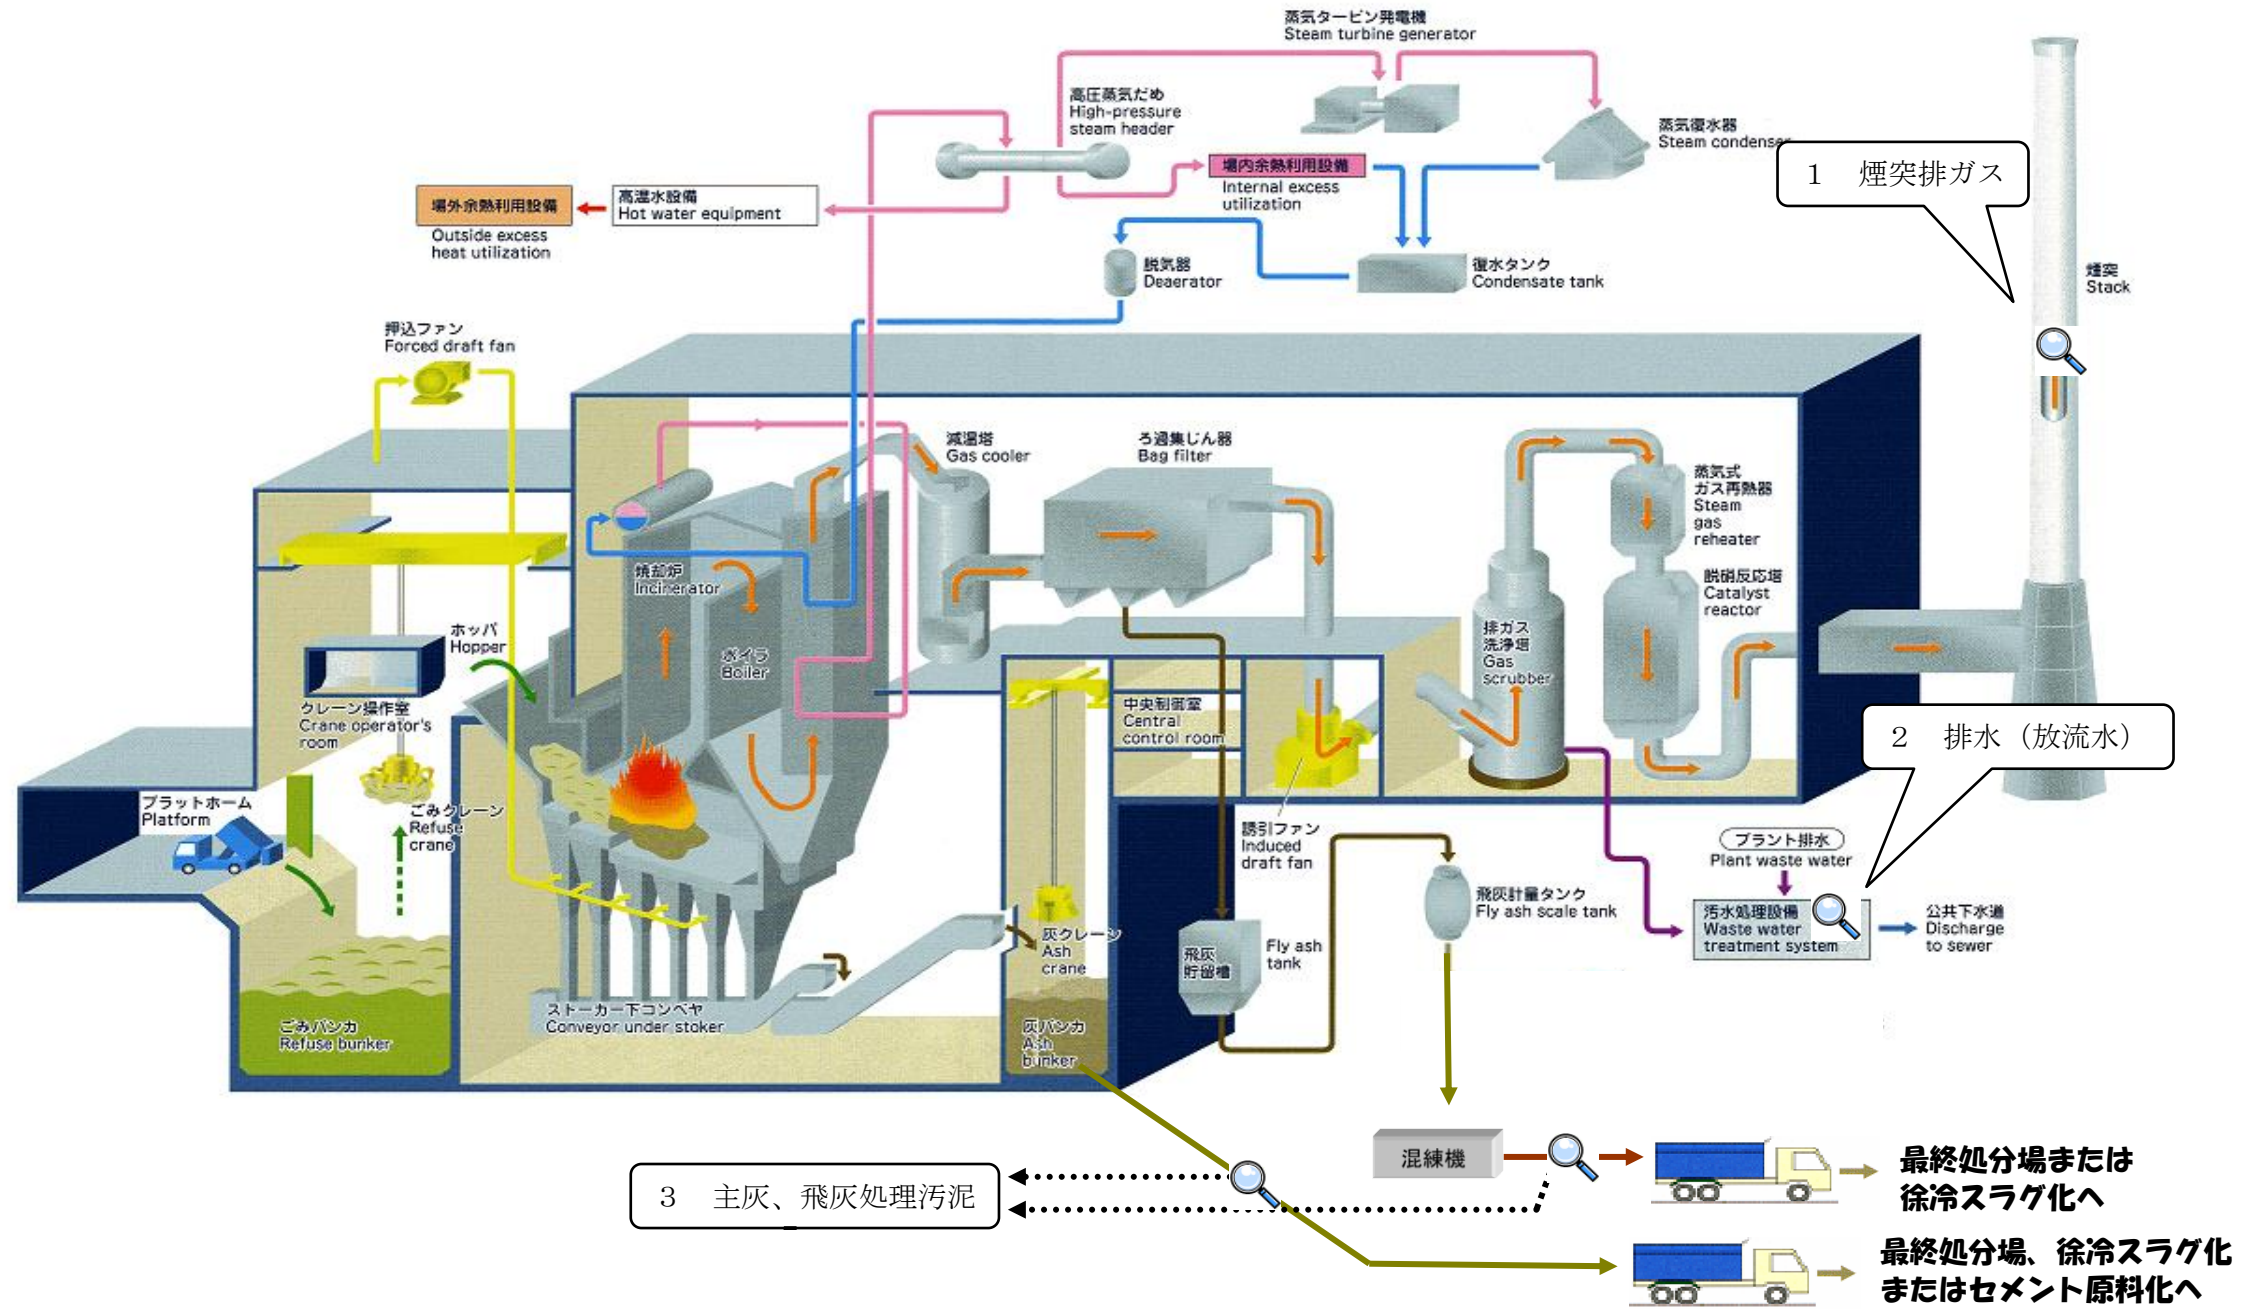 蒸気タービン発電機
Steam turbine generator
高圧蒸気だめ
High-pressure
steam header
蒸気復水器
Steam condenser
1　煙突排ガス
場内余熱利用設備
Internal excess
utilization
場外余熱利用設備
Outside excess
heat utilization
高温水設備
Hot water equipment
脱気器
Deaerator
復水タンク
Condensate tank
煙突
Stack
押込ファン
Forced draft fan
減温塔
Gas cooler
ろ過集じん器
Bag filter
蒸気式
ガス再熱器
Steam
gas
reheater
焼却炉
Incinerator
脱硝反応塔
Catalyst
reactor
ホッパ
Hopper
ボイラ
Boiler
排ガス
洗浄塔
Gas
scrubber
クレーン操作室
Crane operator's
room
中央制御室
Central
control room
2　排水（放流水）
プラットホーム
Platform
ごみクレーン
Refuse
crane
誘引ファン
Induced
draft fan
プラント排水
Plant waste water
飛灰計量タンク
Fly ash scale tank
汚水処理設備
Waste water
treatment system
公共下水道
Discharge
to sewer
灰クレーン
Ash
crane
飛灰
貯留槽
Fly ash
tank
ストーカー下コンベヤ
Conveyor under stoker
ごみバンカ
Refuse bunker
灰バンカ
Ash
bunker
混練機
最終処分場または
徐冷スラグ化へ
3　主灰、飛灰処理汚泥
最終処分場、徐冷スラグ化
またはセメント原料化へ